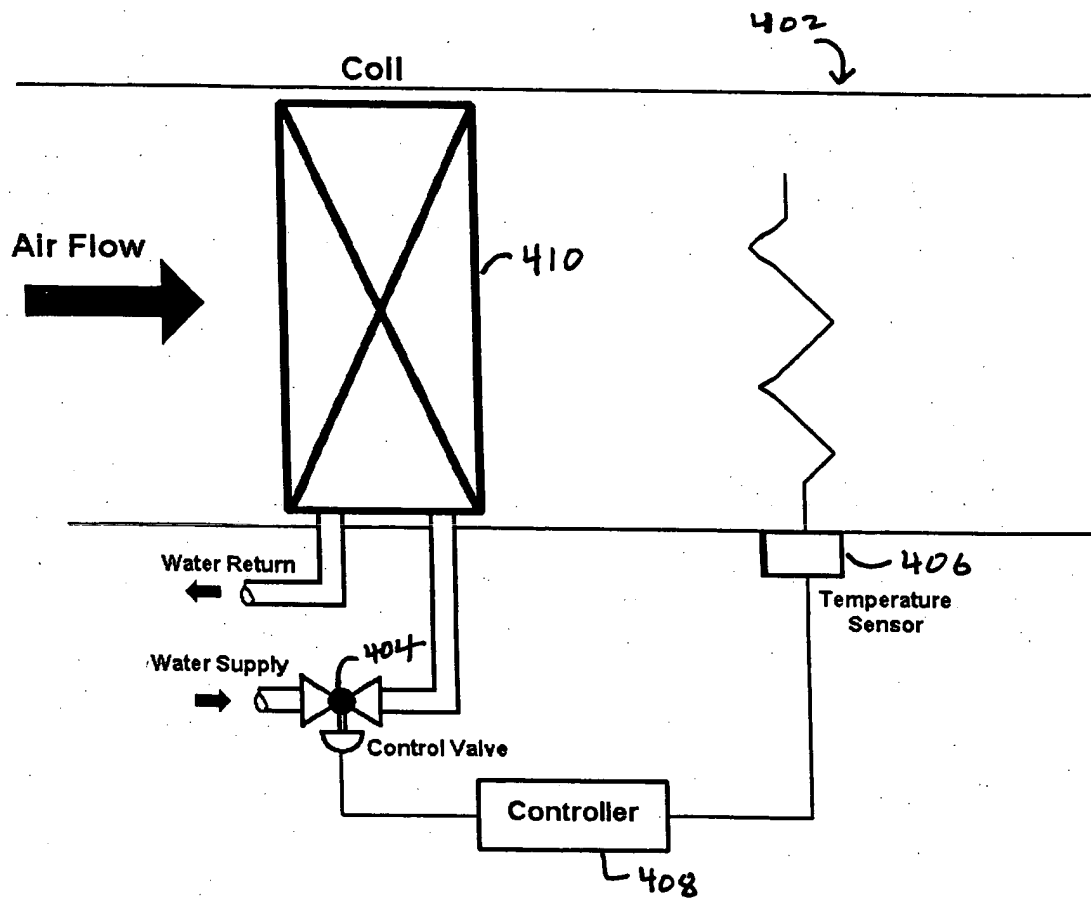 402
Coil
Air Flow
410
Water Return
406
Temperature
Sensor
404
Water Supply
Control Valve
Controller
408